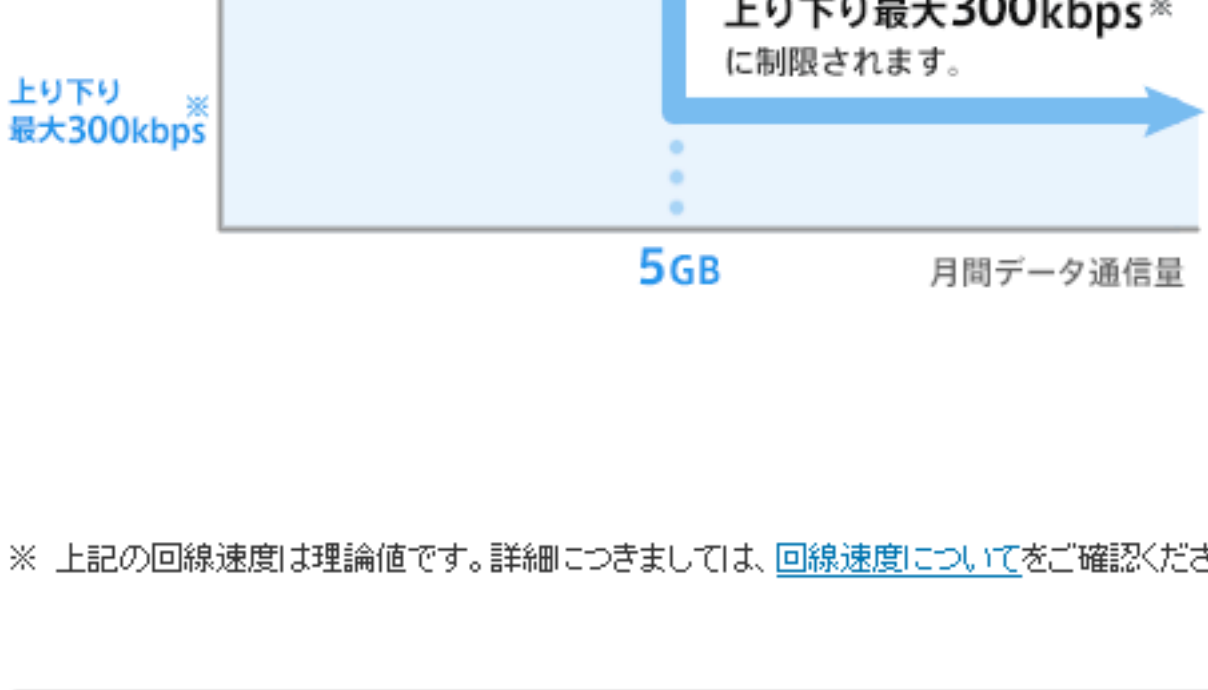 上り下り最大300kbps※
に制限されます。
上り下り
最大300kbps※
5GB
月間データ通信量
※ 上記の回線速度は理論値です。詳細につきましては、回線速度についてをご確認くださ